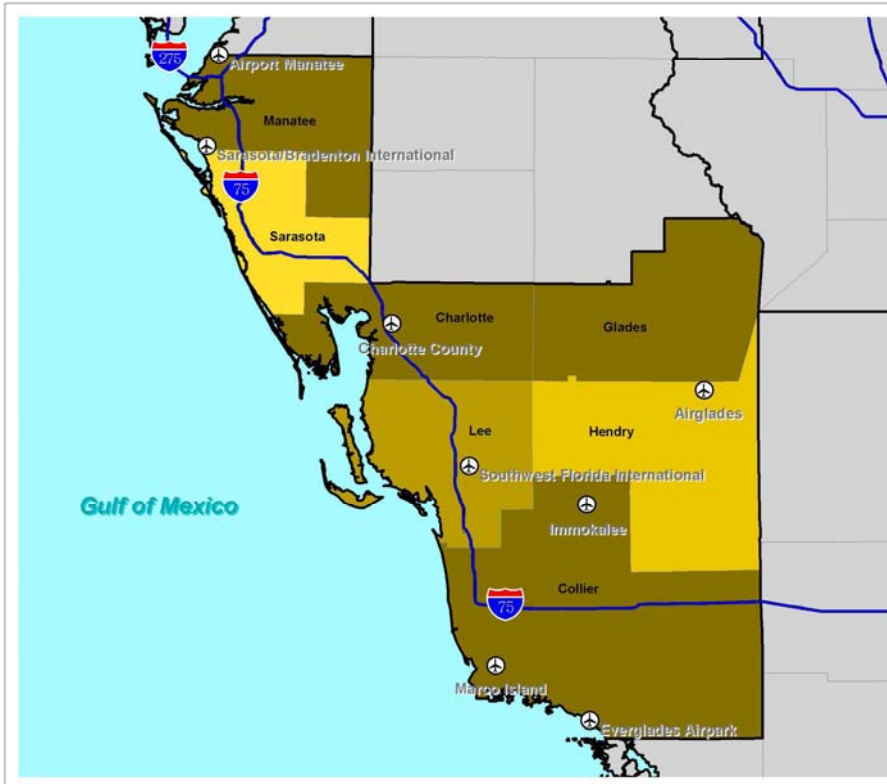 275
Airport Manatee
Manatee
Sarasota/Bradenton International
75
Sarasota
Charlotte
Glades
Charlotte County
Airglades
Lee
Hendry
Southwest Florida International
Gulf of Mexico
Immokalee
Collier
75
Marco Island
Everglades Airpark